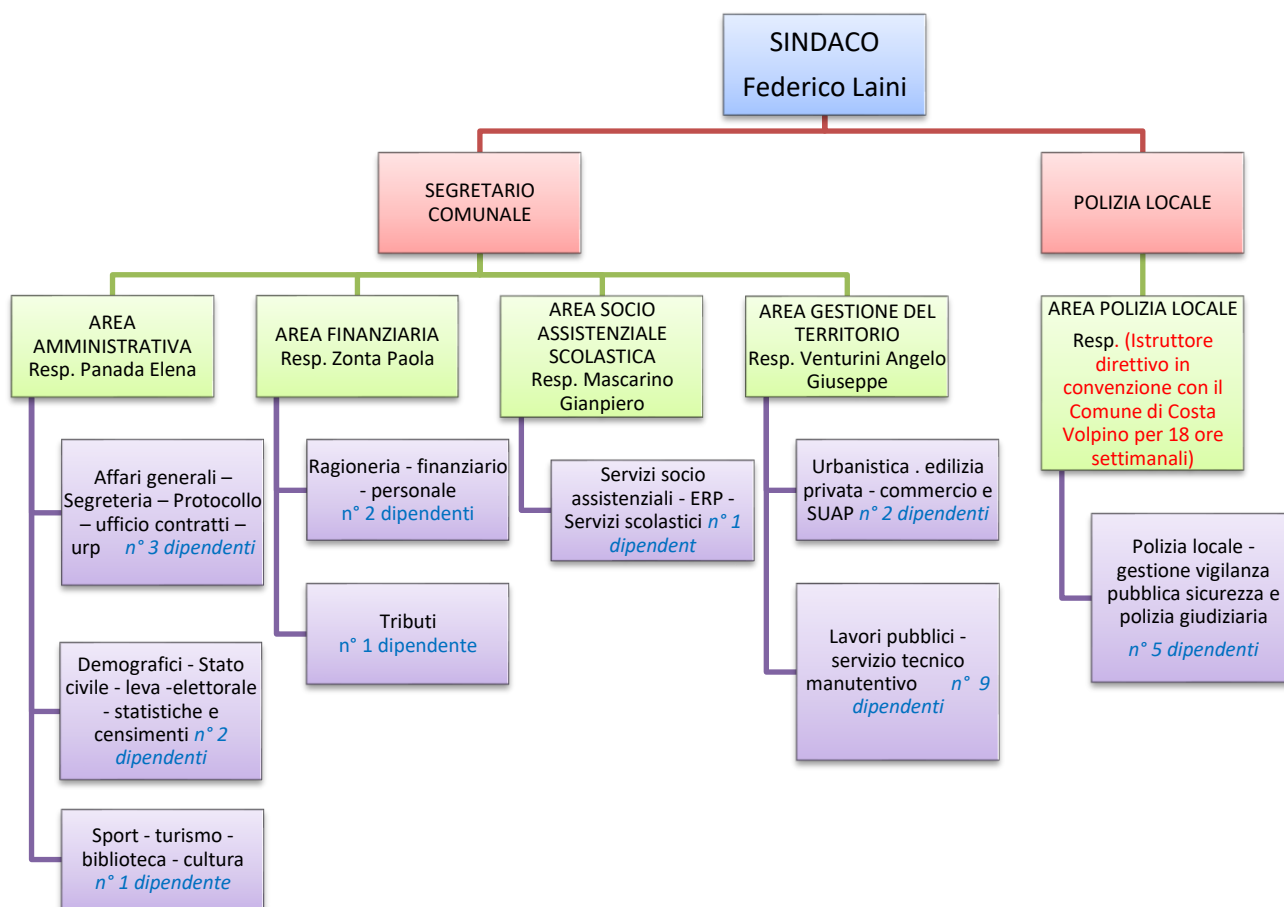 SINDACO
Federico Laini
SEGRETARIO
COMUNALE
POLIZIA LOCALE
AREA
AMMINISTRATIVA
Resp. Panada Elena
AREA FINANZIARIA
Resp. Zonta Paola
AREA SOCIO
ASSISTENZIALE
SCOLASTICA
Resp. Mascarino
Gianpiero
AREA GESTIONE DEL
TERRITORIO
Resp. Venturini Angelo
Giuseppe
AREA POLIZIA LOCALE
Resp. (Istruttore
direttivo in
convenzione con il
Comune di Costa
Volpino per 18 ore
settimanali)
Affari generali –
Segreteria – Protocollo
– ufficio contratti –
urp n° 3 dipendenti
Demografici - Stato
civile - leva -elettorale
- statistiche e
censimenti n° 2
dipendenti
Sport - turismo -
biblioteca - cultura
n° 1 dipendente
Ragioneria - finanziario
- personale
n° 2 dipendenti
Tributi
n° 1 dipendente
Servizi socio
assistenziali - ERP -
Servizi scolastici n° 1
dipendent
Urbanistica . edilizia
privata - commercio e
SUAP n° 2 dipendenti
Lavori pubblici -
servizio tecnico
manutentivo n° 9
dipendenti
Polizia locale -
gestione vigilanza
pubblica sicurezza e
polizia giudiziaria
n° 5 dipendenti